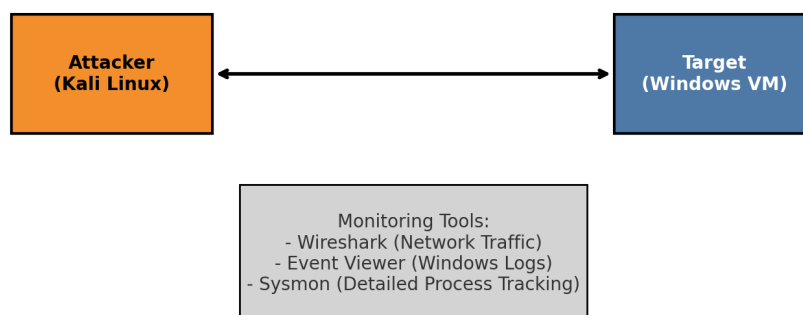 Attacker
(Kali Linux)
Target
(Windows VM)
Monitoring Tools:
- Wireshark (Network Traffic)
- Event Viewer (Windows Logs)
- Sysmon (Detailed Process Tracking)